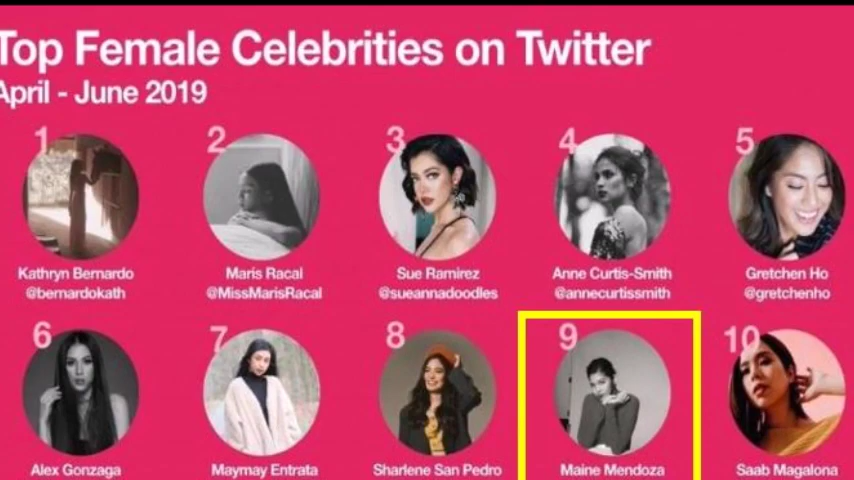 Top Female Celebrities on Twitter
April - June 2019
1 2 3 4 5
Kathryn Bernardo Maris Racal Sue Ramirez Anne Curtis-Smith Gretchen Ho
@bernardokath @MissMarisRacal @sueannadoodles @annecurtissmith @gretchenho
6 7 8 9 10
Alex Gonzaga Maymay Entrata Sharlene San Pedro Maine Mendoza Saab Magalona